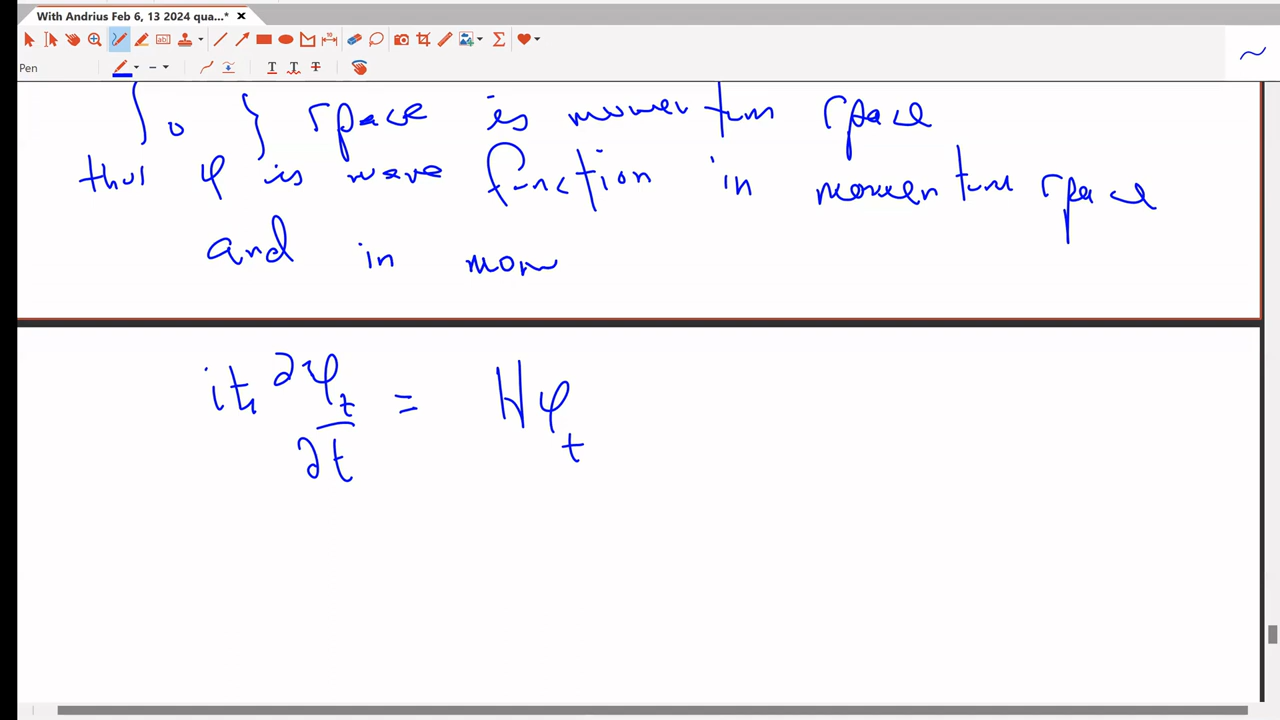 With Andrius Feb 6, 13 2024 qua...*
Pen
} space is momentum space
thus φ is wave function in momentum space
and in mom
iħ ∂φ_t / ∂t = Hφ_t